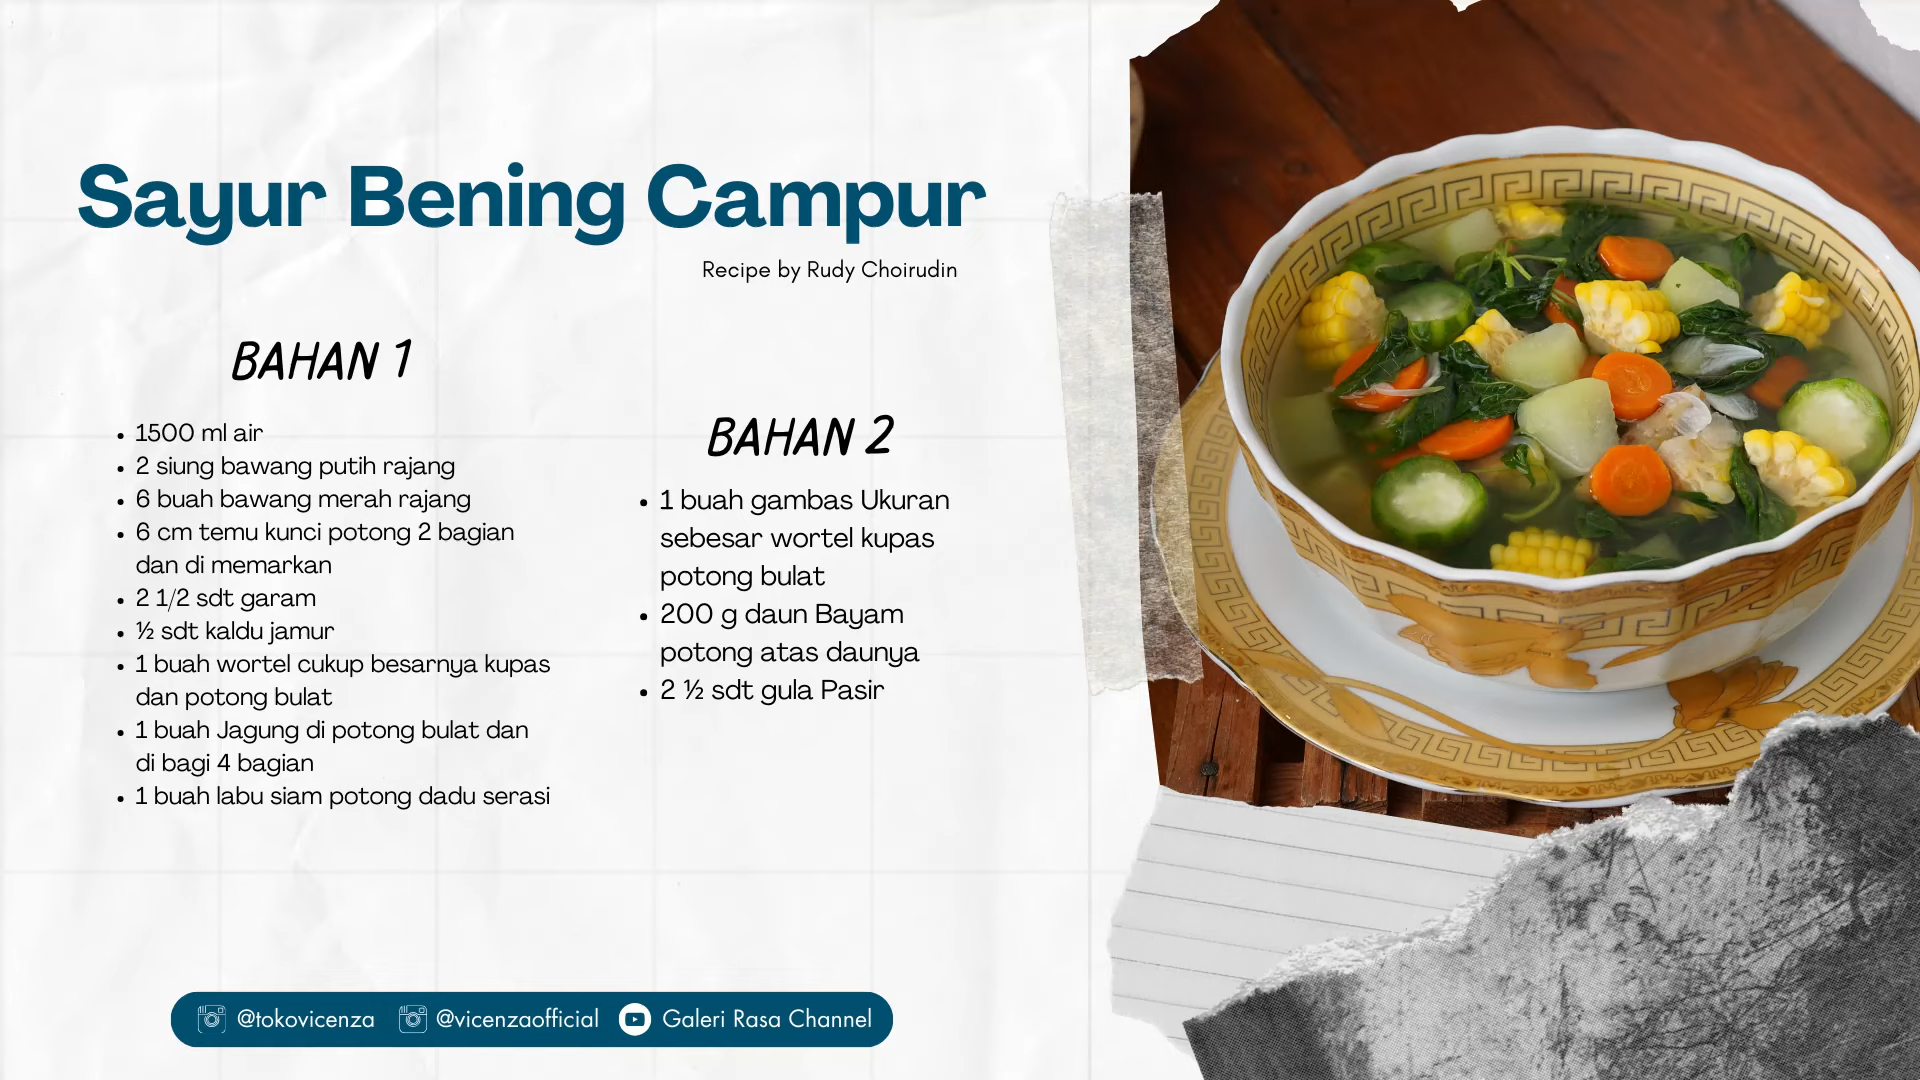 Sayur Bening Campur
Recipe by Rudy Choirudin
BAHAN 1
• 1500 ml air
• 2 siung bawang putih rajang
• 6 buah bawang merah rajang
• 6 cm temu kunci potong 2 bagian
dan di memarkan
• 2 1/2 sdt garam
• ½ sdt kaldu jamur
• 1 buah wortel cukup besarnya kupas
dan potong bulat
• 1 buah Jagung di potong bulat dan
di bagi 4 bagian
• 1 buah labu siam potong dadu serasi
BAHAN 2
• 1 buah gambas Ukuran
sebesar wortel kupas
potong bulat
• 200 g daun Bayam
potong atas daunya
• 2 ½ sdt gula Pasir
@tokovicenza @vicenzaofficial Galeri Rasa Channel